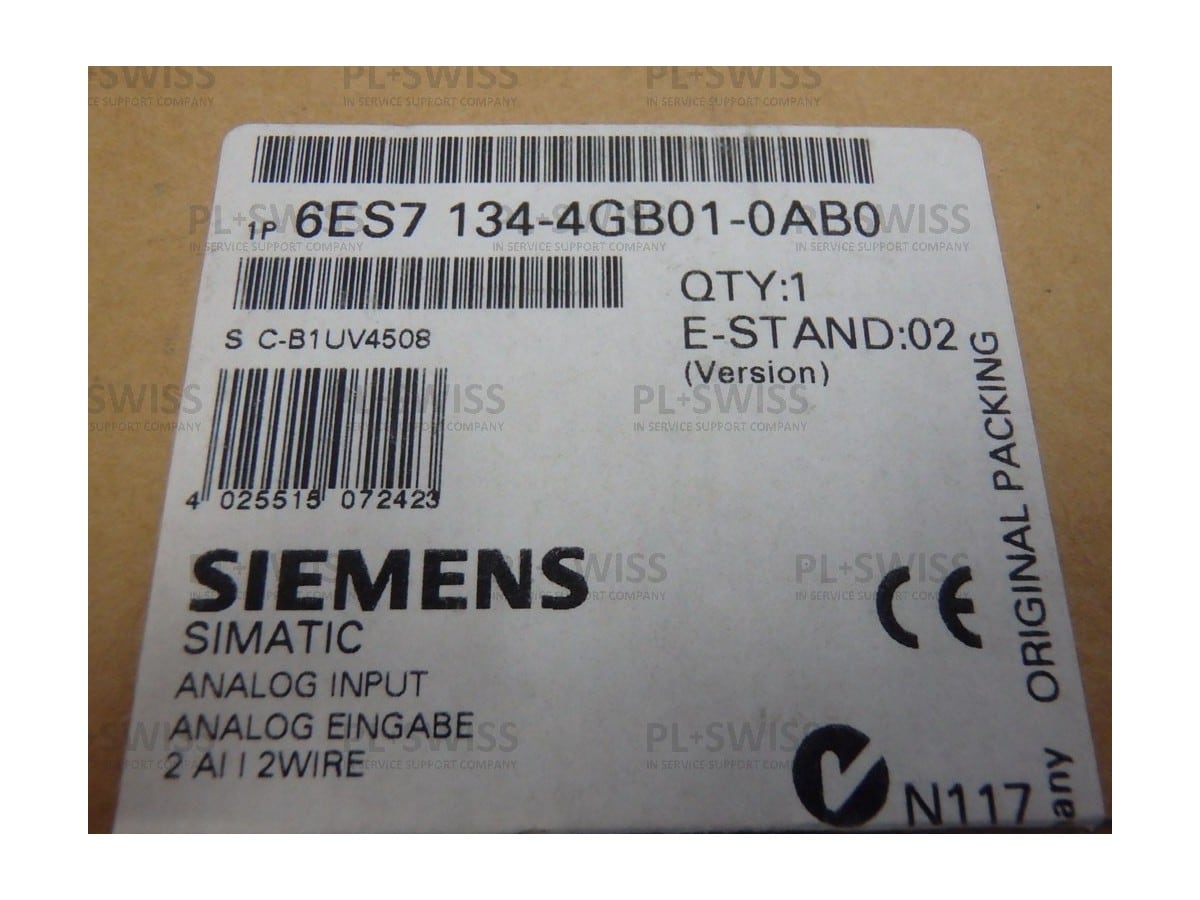 1P 6ES7 134-4GB01-0AB0
QTY:1
S C-B1UV4508
E-STAND:02
(Version)
4 025515 072423
SIEMENS
SIMATIC
ANALOG INPUT
ANALOG EINGABE
2 AI I 2WIRE
CE
N117
ORIGINAL PACKING
any
PL+SWISS
IN SERVICE SUPPORT COMPANY